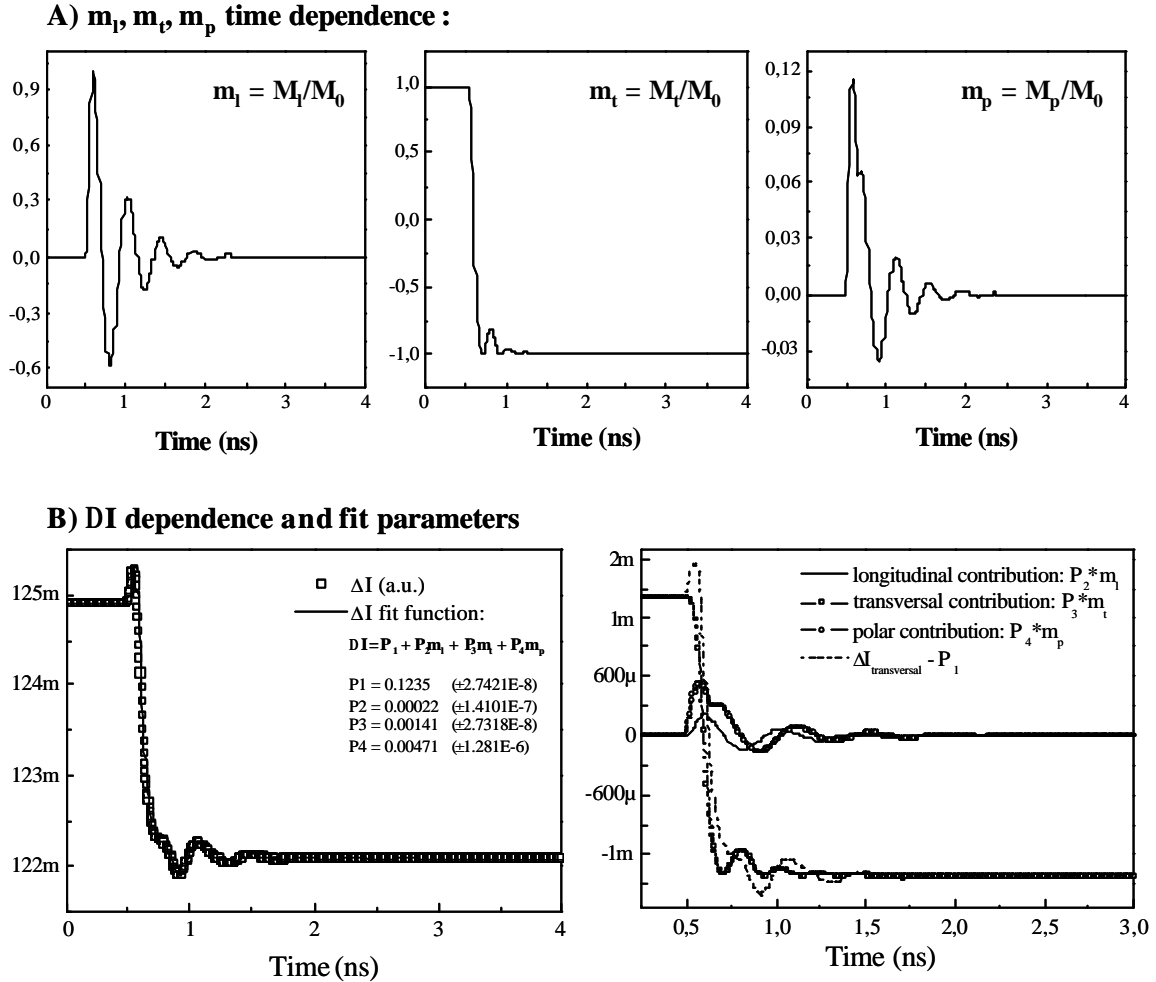 A) m_l, m_t, m_p time dependence :
m_l = M_l/M_0
0,9
0,6
0,3
0,0
-0,3
-0,6
0 1 2 3 4
Time (ns)
m_t = M_t/M_0
1,0
0,5
0,0
-0,5
-1,0
0 1 2 3 4
Time (ns)
m_p = M_p/M_0
0,12
0,09
0,06
0,03
0,00
-0,03
0 1 2 3 4
Time (ns)
B) DI dependence and fit parameters
125m
124m
123m
122m
ΔI (a.u.)
ΔI fit function:
DI=P_1 + P_2m_l + P_3m_t + P_4m_p
P1 = 0.1235 (±2.7421E-8)
P2 = 0.00022 (±1.4101E-7)
P3 = 0.00141 (±2.7318E-8)
P4 = 0.00471 (±1.281E-6)
0 1 2 3 4
Time (ns)
2m
1m
600µ
0
-600µ
-1m
longitudinal contribution: P_2*m_l
transversal contribution: P_3*m_t
polar contribution: P_4*m_p
ΔI_transversal - P_1
0,5 1,0 1,5 2,0 2,5 3,0
Time (ns)